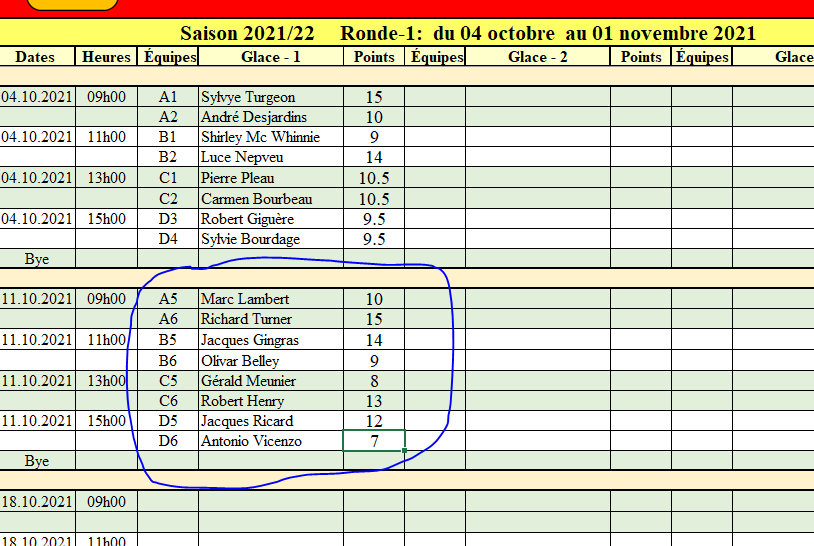 Saison 2021/22 Ronde-1: du 04 octobre au 01 novembre 2021
Dates Heures Équipes Glace - 1 Points Équipes Glace - 2 Points Équipes Glace
04.10.2021 09h00 A1 Sylvye Turgeon 15
A2 André Desjardins 10
04.10.2021 11h00 B1 Shirley Mc Whinnie 9
B2 Luce Nepveu 14
04.10.2021 13h00 C1 Pierre Pleau 10.5
C2 Carmen Bourbeau 10.5
04.10.2021 15h00 D3 Robert Giguère 9.5
D4 Sylvie Bourdage 9.5
Bye
11.10.2021 09h00 A5 Marc Lambert 10
A6 Richard Turner 15
11.10.2021 11h00 B5 Jacques Gingras 14
B6 Olivar Belley 9
11.10.2021 13h00 C5 Gérald Meunier 8
C6 Robert Henry 13
11.10.2021 15h00 D5 Jacques Ricard 12
D6 Antonio Vicenzo 7
Bye
18.10.2021 09h00
18.10.2021 11h00